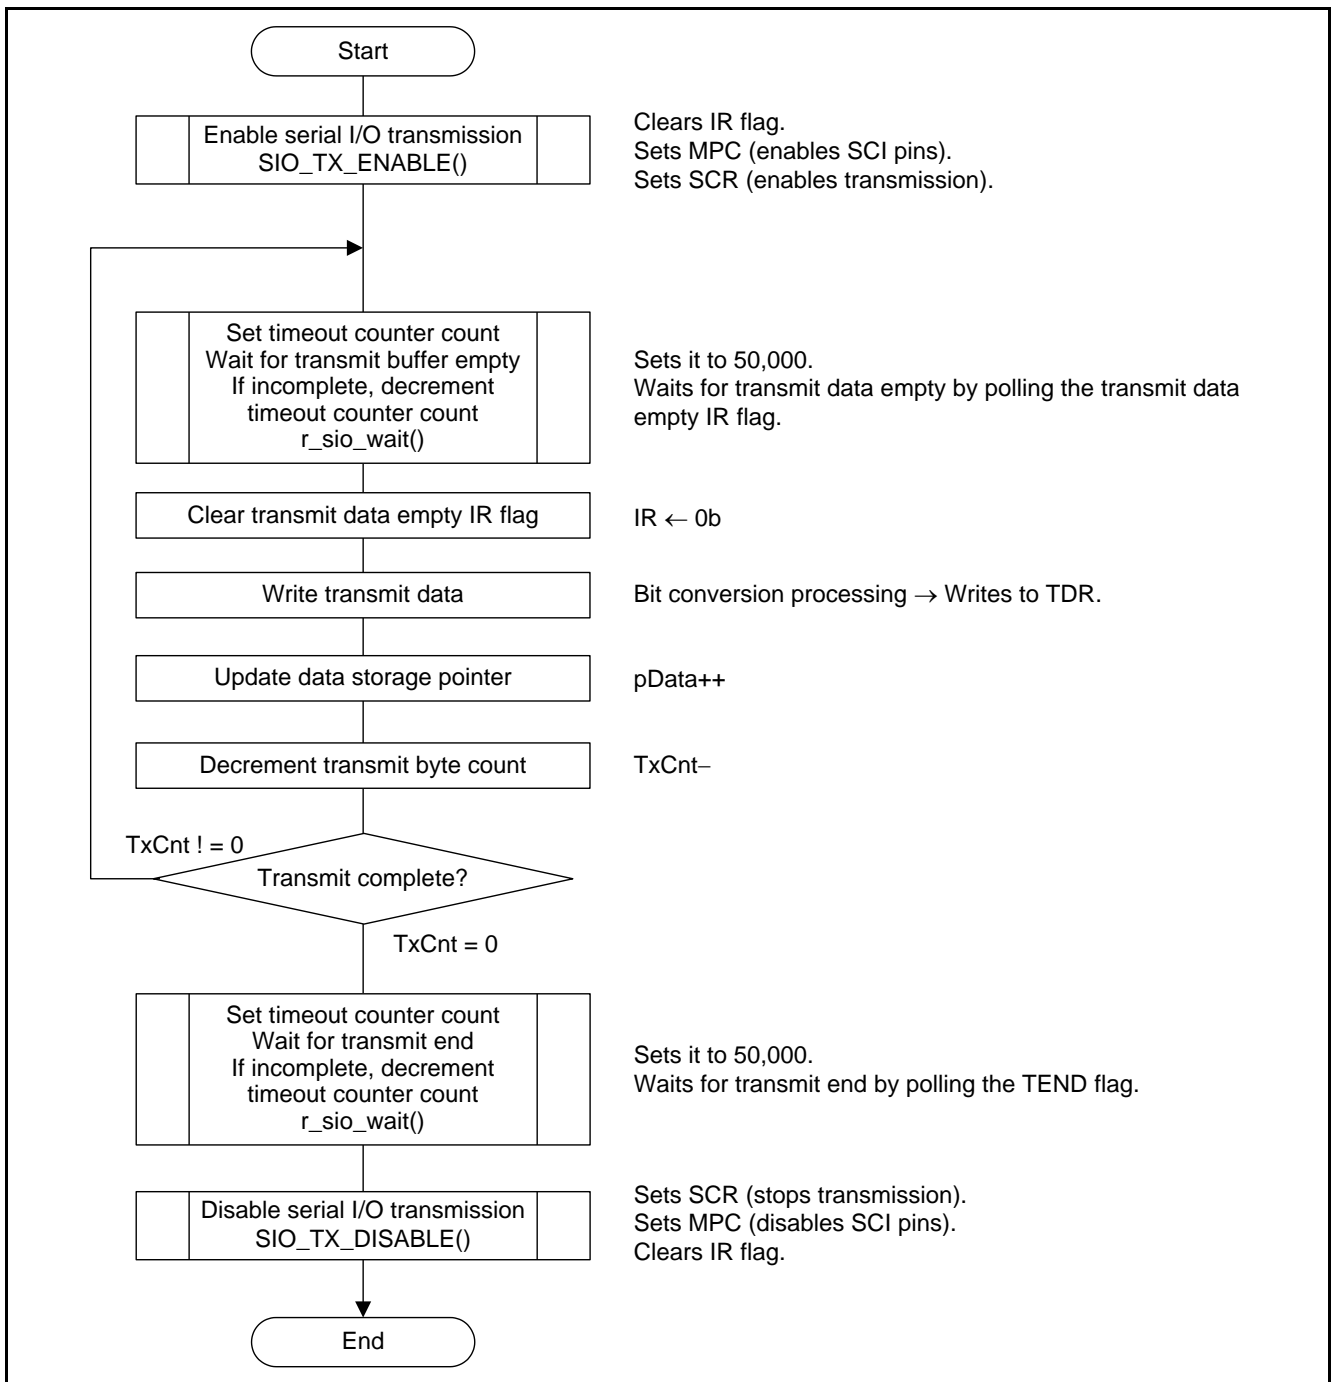 Start
Enable serial I/O transmission
SIO_TX_ENABLE()
Clears IR flag.
Sets MPC (enables SCI pins).
Sets SCR (enables transmission).
Set timeout counter count
Wait for transmit buffer empty
If incomplete, decrement
timeout counter count
r_sio_wait()
Sets it to 50,000.
Waits for transmit data empty by polling the transmit data
empty IR flag.
Clear transmit data empty IR flag
IR ← 0b
Write transmit data
Bit conversion processing → Writes to TDR.
Update data storage pointer
pData++
Decrement transmit byte count
TxCnt–
TxCnt ! = 0
Transmit complete?
TxCnt = 0
Set timeout counter count
Wait for transmit end
If incomplete, decrement
timeout counter count
r_sio_wait()
Sets it to 50,000.
Waits for transmit end by polling the TEND flag.
Disable serial I/O transmission
SIO_TX_DISABLE()
Sets SCR (stops transmission).
Sets MPC (disables SCI pins).
Clears IR flag.
End